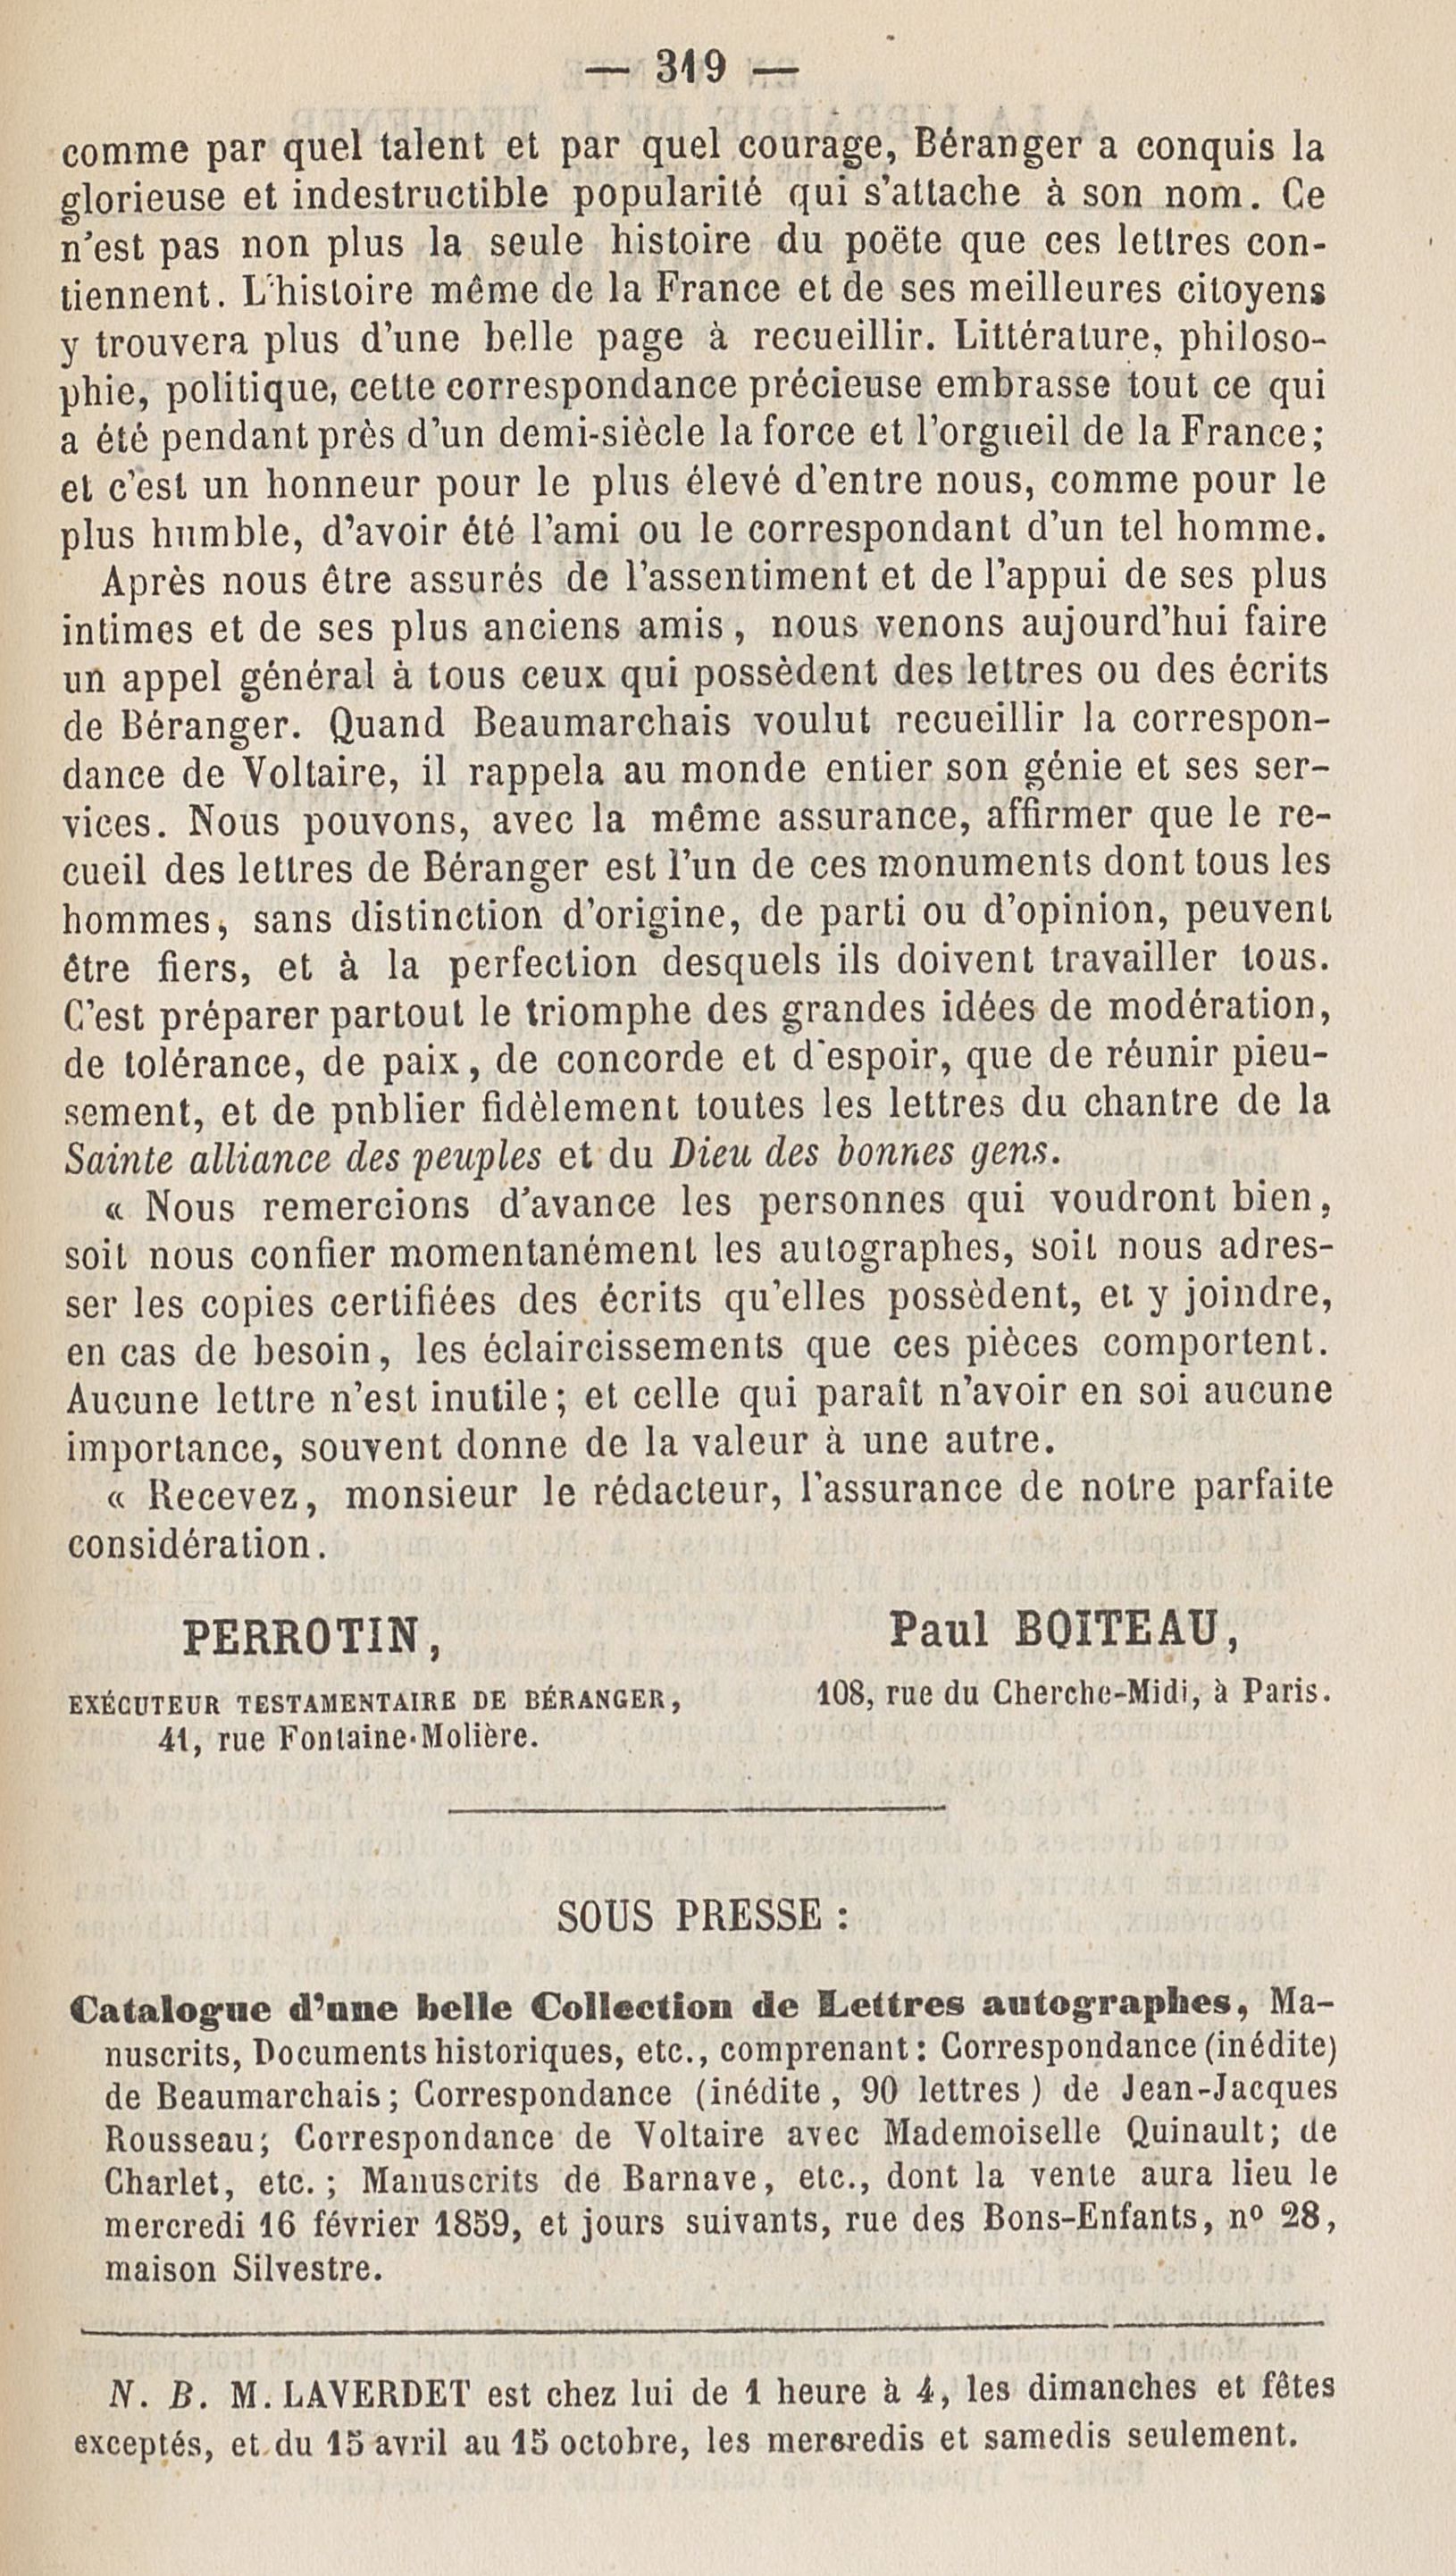 — 319 —
comme par quel talent et par quel courage, Béranger a conquis la
glorieuse et indestructible popularité qui s'attache à son nom. Ce
n'est pas non plus la seule histoire du poëte que ces lettres con-
tiennent. L'histoire même de la France et de ses meilleures citoyens
y trouvera plus d'une belle page à recueillir. Littérature, philoso-
phie, politique, cette correspondance précieuse embrasse tout ce qui
a été pendant près d'un demi-siècle la force et l'orgueil de la France;
et c'est un honneur pour le plus élevé d'entre nous, comme pour le
plus humble, d'avoir été l'ami ou le correspondant d'un tel homme.
Après nous être assurés de l'assentiment et de l'appui de ses plus
intimes et de ses plus anciens amis, nous venons aujourd'hui faire
un appel général à tous ceux qui possèdent des lettres ou des écrits
de Béranger. Quand Beaumarchais voulut recueillir la correspon-
dance de Voltaire, il rappela au monde entier son génie et ses ser-
vices. Nous pouvons, avec la même assurance, affirmer que le re-
cueil des lettres de Béranger est l'un de ces monuments dont tous les
hommes, sans distinction d'origine, de parti ou d'opinion, peuvent
être fiers, et à la perfection desquels ils doivent travailler tous.
C'est préparer partout le triomphe des grandes idées de modération,
de tolérance, de paix, de concorde et d'espoir, que de réunir pieu-
sement, et de pnblier fidèlement toutes les lettres du chantre de la
Sainte alliance des peuples et du Dieu des bonnes gens.
« Nous remercions d'avance les personnes qui voudront bien,
soit nous confier momentanément les autographes, soit nous adres-
ser les copies certifiées des écrits qu'elles possèdent, et y joindre,
en cas de besoin, les éclaircissements que ces pièces comportent.
Aucune lettre n'est inutile; et celle qui paraît n'avoir en soi aucune
importance, souvent donne de la valeur à une autre.
« Recevez, monsieur le rédacteur, l'assurance de notre parfaite
considération.
PERROTIN,
EXÉCUTEUR TESTAMENTAIRE DE BÉRANGER,
41, rue Fontaine-Molière.
Paul BOITEAU,
108, rue du Cherche-Midi, à Paris.
SOUS PRESSE :
Catalogue d'une belle Collection de Lettres autographes, Ma-
nuscrits, Documents historiques, etc., comprenant : Correspondance (inédite)
de Beaumarchais; Correspondance (inédite, 90 lettres) de Jean-Jacques
Rousseau; Correspondance de Voltaire avec Mademoiselle Quinault; de
Charlet, etc.; Manuscrits de Barnave, etc., dont la vente aura lieu le
mercredi 16 février 1859, et jours suivants, rue des Bons-Enfants, nº 28,
maison Silvestre.
N. B. M. LAVERDET est chez lui de 1 heure à 4, les dimanches et fêtes
exceptés, et du 15 avril au 15 octobre, les mercredis et samedis seulement.